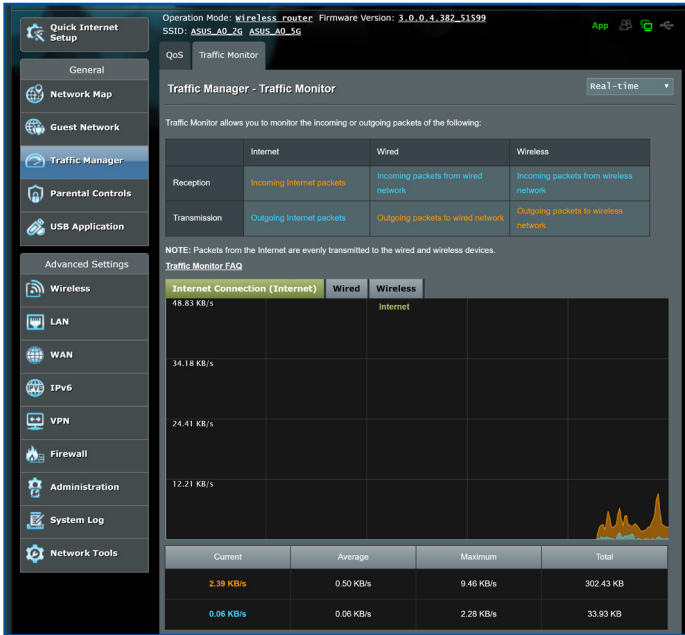 Quick Internet
Setup
General
Network Map
Guest Network
Traffic Manager
Parental Controls
USB Application
Advanced Settings
Wireless
LAN
WAN
IPv6
VPN
Firewall
Administration
System Log
Network Tools
Operation Mode: Wireless router Firmware Version: 3.0.0.4.382_51599
SSID: ASUS_A0_2G ASUS_A0_5G
App
QoS Traffic Monitor
Traffic Manager - Traffic Monitor
Real-time
Traffic Monitor allows you to monitor the incoming or outgoing packets of the following:
Internet Wired Wireless
Reception
Incoming Internet packets
Incoming packets from wired
network
Incoming packets from wireless
network
Transmission
Outgoing Internet packets
Outgoing packets to wired network
Outgoing packets to wireless
network
NOTE: Packets from the Internet are evenly transmitted to the wired and wireless devices.
Traffic Monitor FAQ
Internet Connection (Internet) Wired Wireless
48.83 KB/s
Internet
34.18 KB/s
24.41 KB/s
12.21 KB/s
Current Average Maximum Total
2.39 KB/s 0.50 KB/s 9.46 KB/s 302.43 KB
0.06 KB/s 0.06 KB/s 2.28 KB/s 33.93 KB